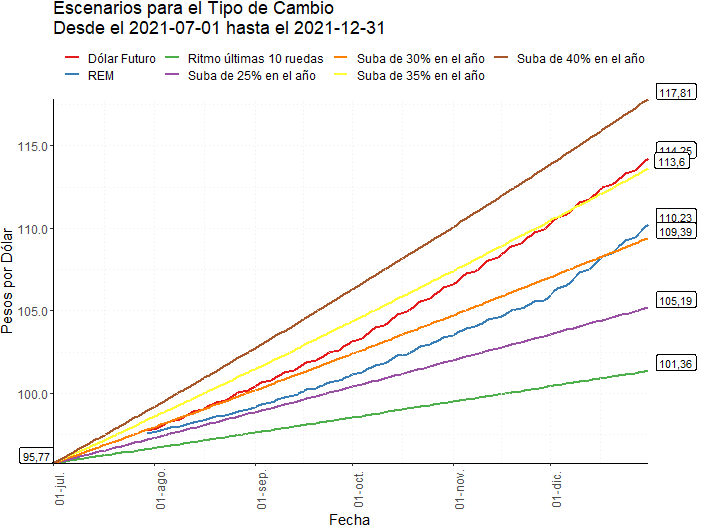 Escenarios para el Tipo de Cambio
Desde el 2021-07-01 hasta el 2021-12-31
Dólar Futuro
REM
Ritmo últimas 10 ruedas
Suba de 25% en el año
Suba de 30% en el año
Suba de 35% en el año
Suba de 40% en el año
117,81
114,25
113,6
110,23
109,39
105,19
101,36
95,77
115.0
110.0
105.0
100.0
Pesos por Dólar
01-jul.
01-ago.
01-sep.
01-oct.
01-nov.
01-dic.
Fecha